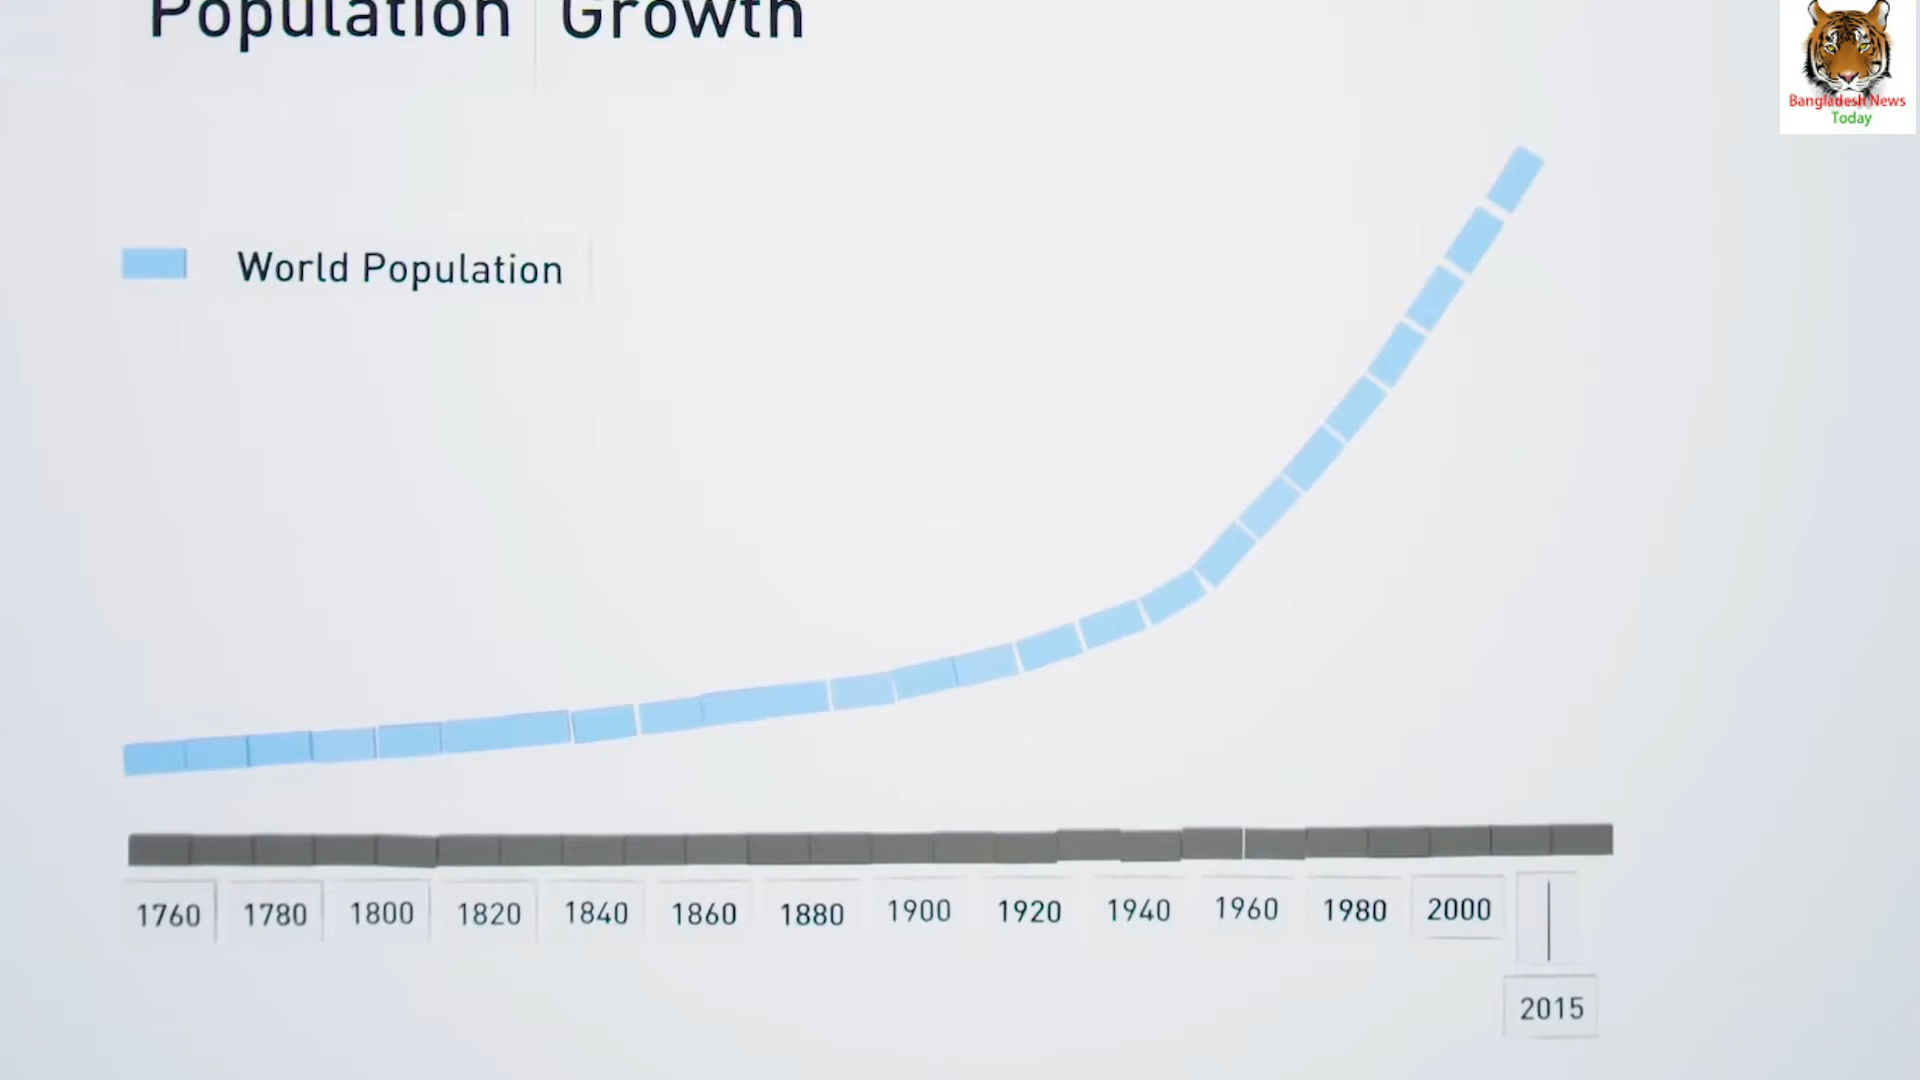 Population Growth
Bangladesh News
Today
World Population
1760 1780 1800 1820 1840 1860 1880 1900 1920 1940 1960 1980 2000
2015